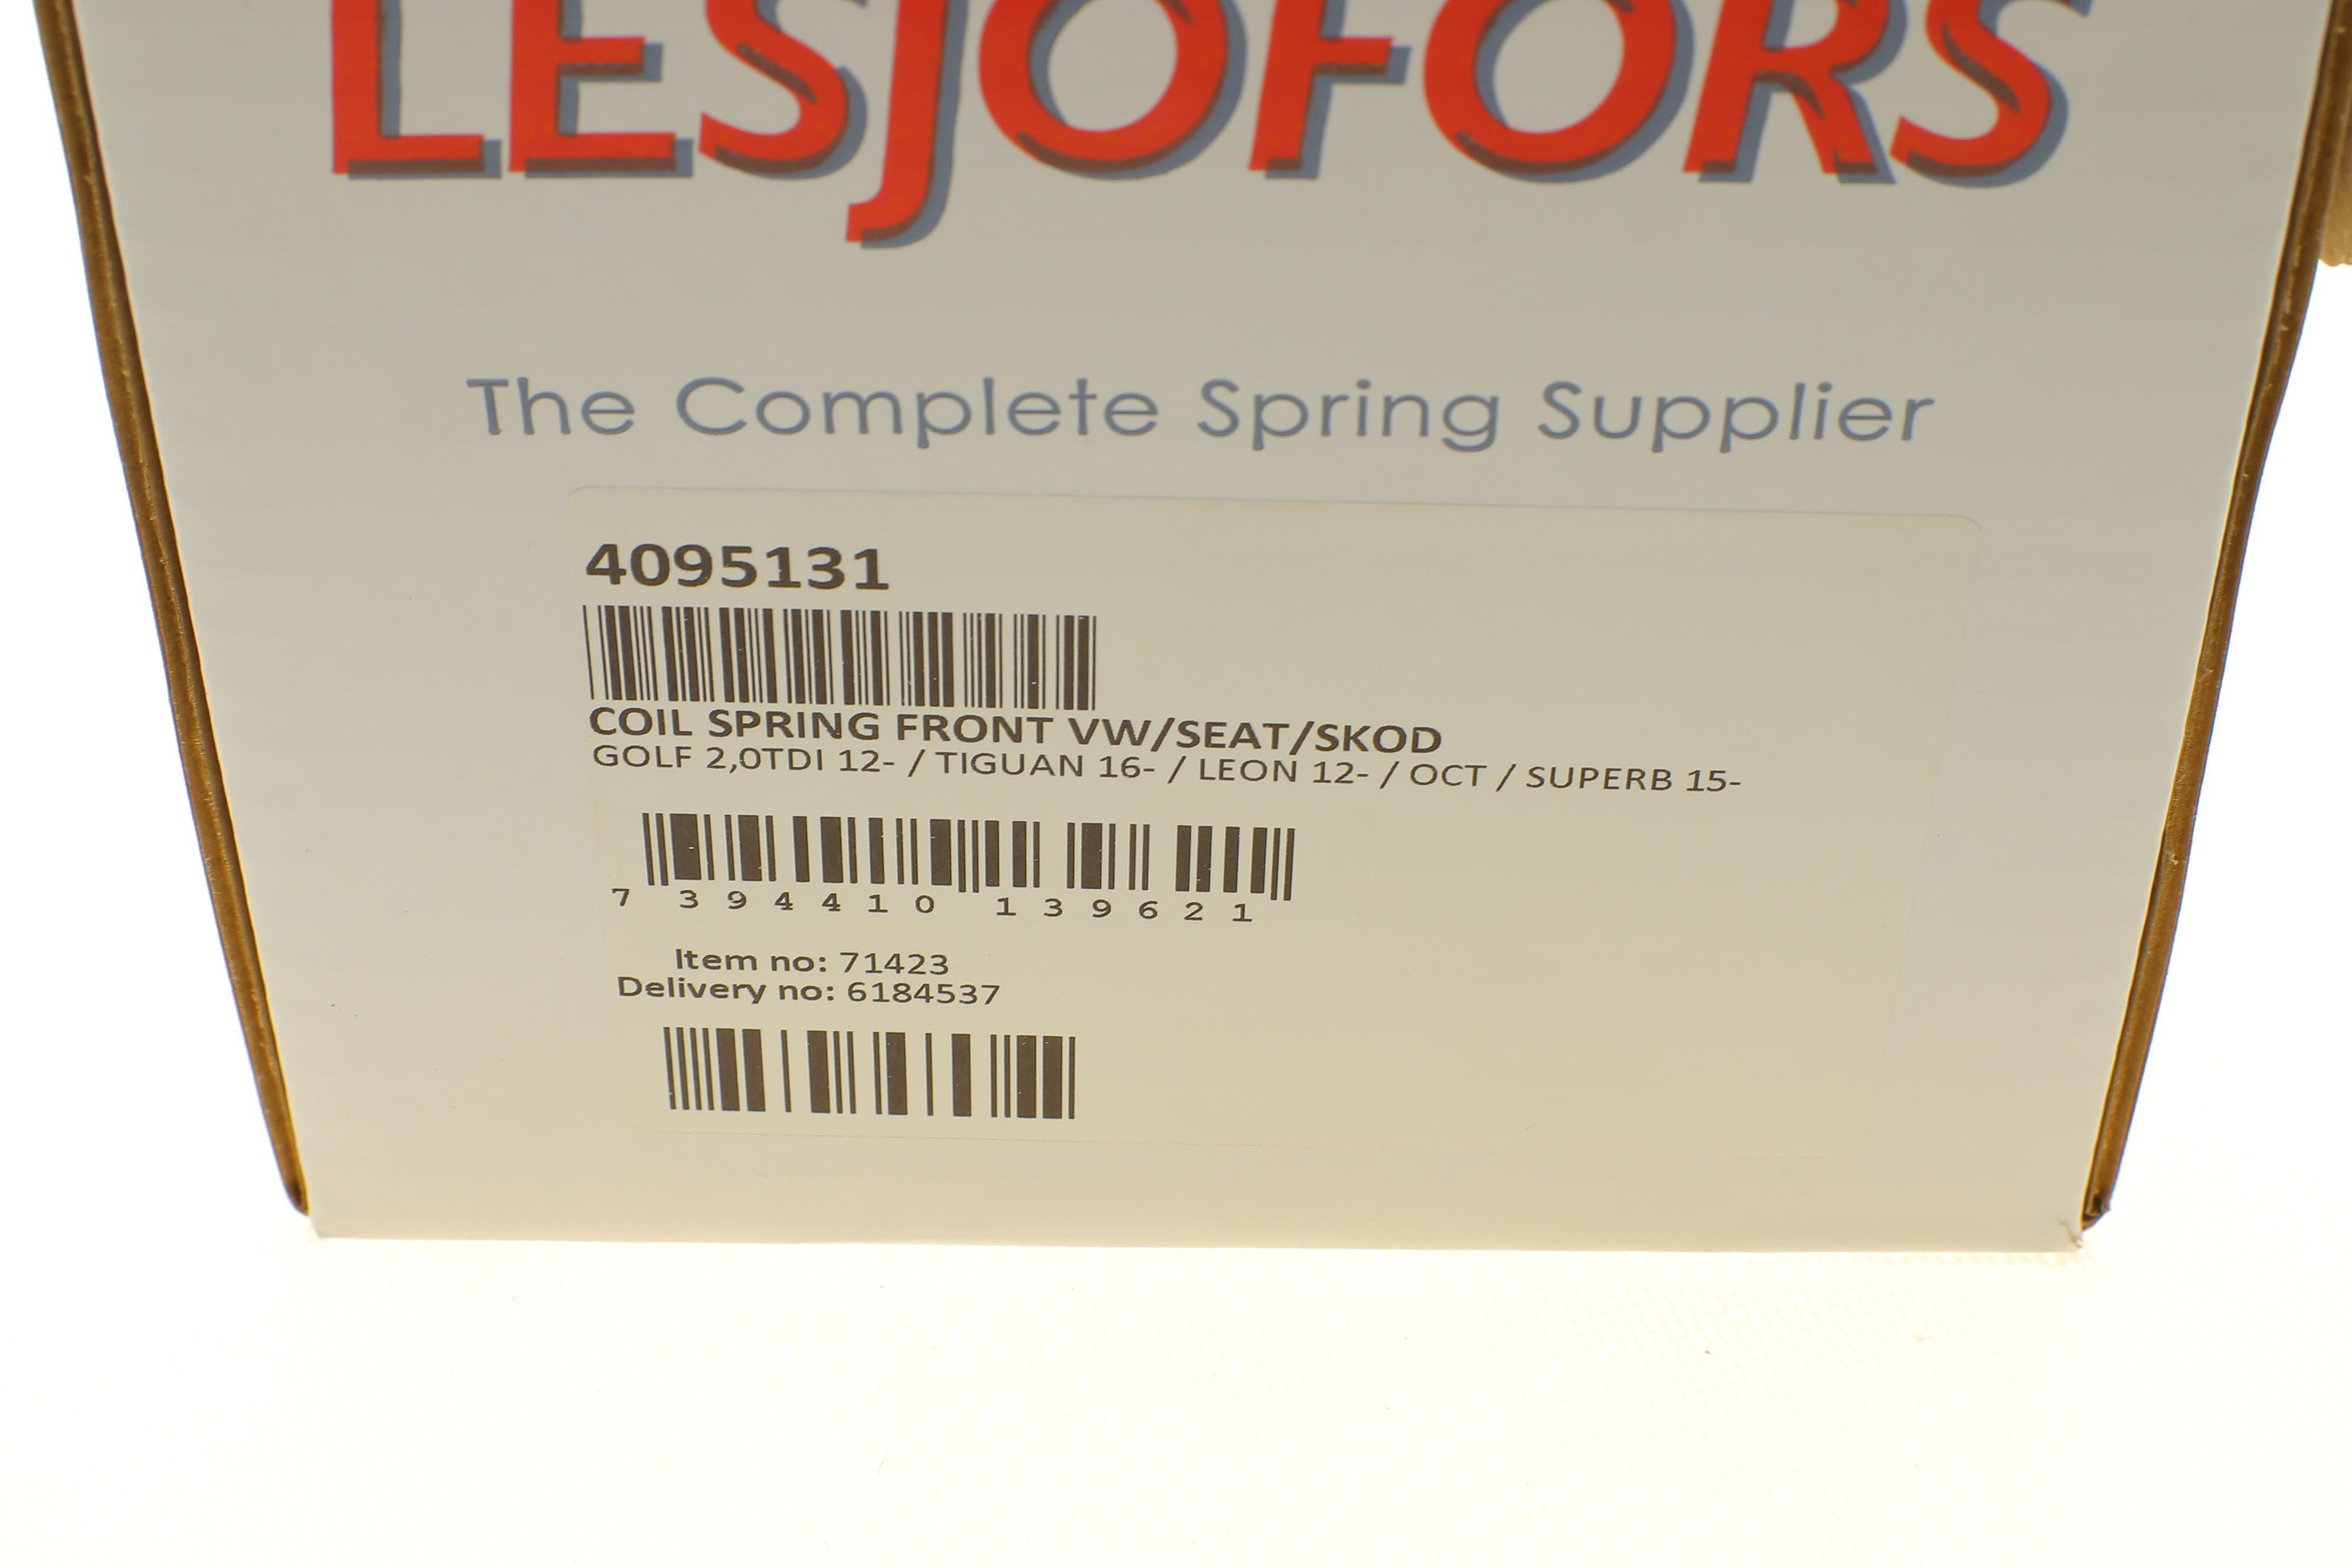 LESJOFORS
The Complete Spring Supplier
4095131
COIL SPRING FRONT VW/SEAT/SKOD
GOLF 2,0TDI 12- / TIGUAN 16- / LEON 12- / OCT / SUPERB 15-
7 394410 139621
Item no: 71423
Delivery no: 6184537